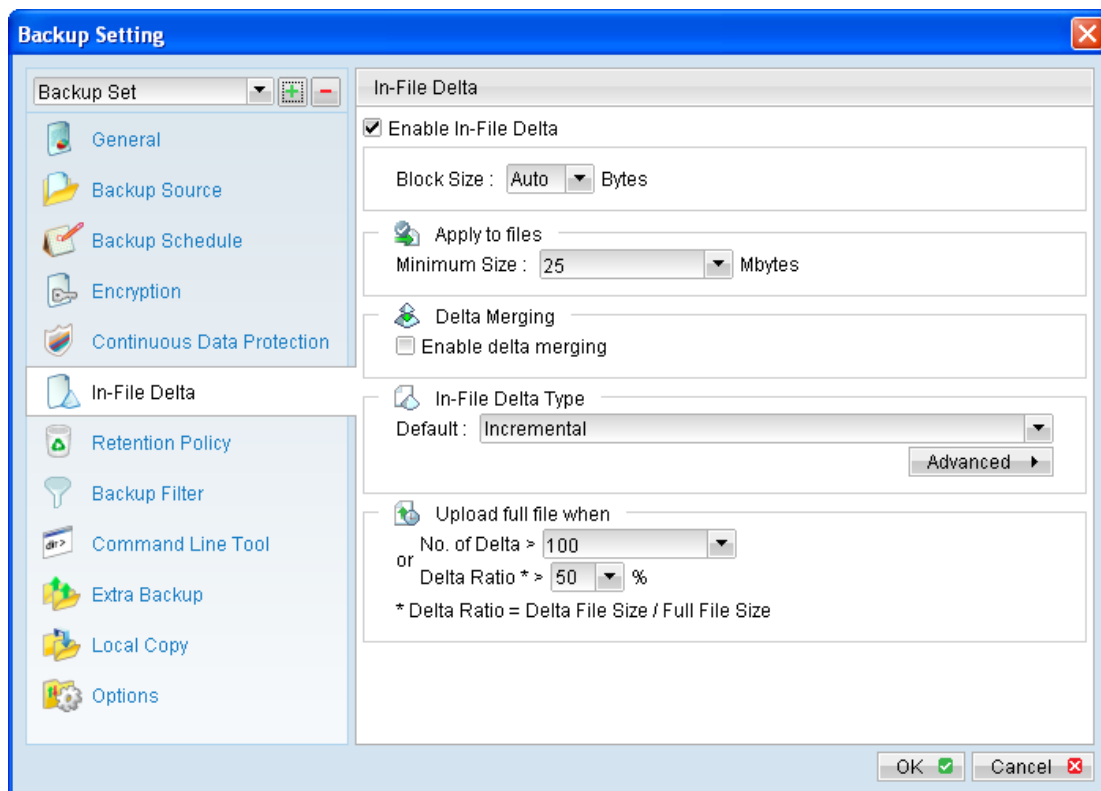 Backup Setting
Backup Set
General
Backup Source
Backup Schedule
Encryption
Continuous Data Protection
In-File Delta
Retention Policy
Backup Filter
dir>
Command Line Tool
Extra Backup
Local Copy
Options
In-File Delta
Enable In-File Delta
Block Size : Auto Bytes
Apply to files
Minimum Size : 25 Mbytes
Delta Merging
Enable delta merging
In-File Delta Type
Default : Incremental
Advanced
Upload full file when
No. of Delta > 100
or
Delta Ratio * > 50 %
* Delta Ratio = Delta File Size / Full File Size
OK Cancel